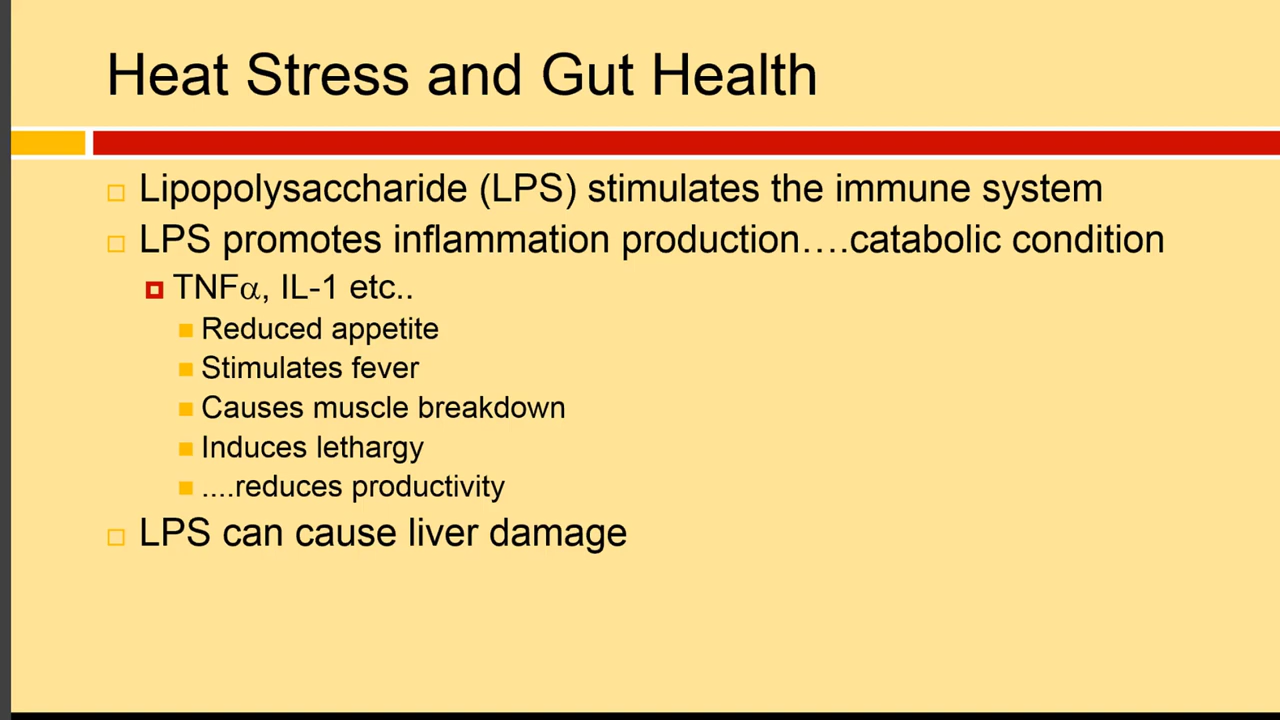 Heat Stress and Gut Health
Lipopolysaccharide (LPS) stimulates the immune system
LPS promotes inflammation production....catabolic condition
TNFα, IL-1 etc..
Reduced appetite
Stimulates fever
Causes muscle breakdown
Induces lethargy
....reduces productivity
LPS can cause liver damage